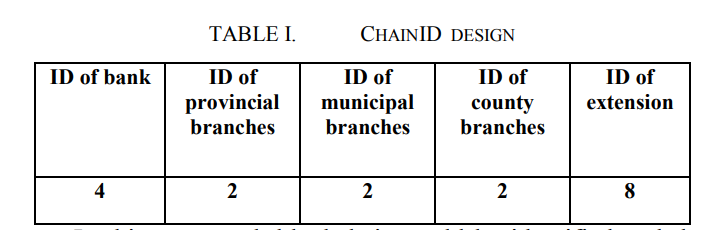 TABLE I. CHAINID DESIGN
ID of bank
ID of provincial branches
ID of municipal branches
ID of county branches
ID of extension
4 2 2 2 8